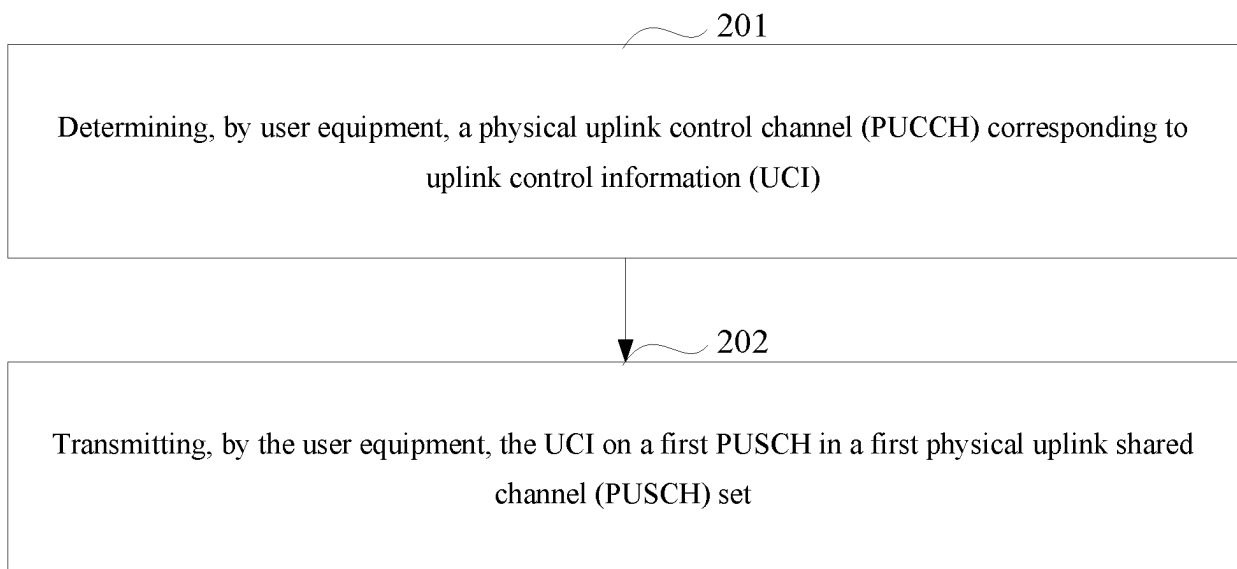 201
Determining, by user equipment, a physical uplink control channel (PUCCH) corresponding to
uplink control information (UCI)
202
Transmitting, by the user equipment, the UCI on a first PUSCH in a first physical uplink shared
channel (PUSCH) set